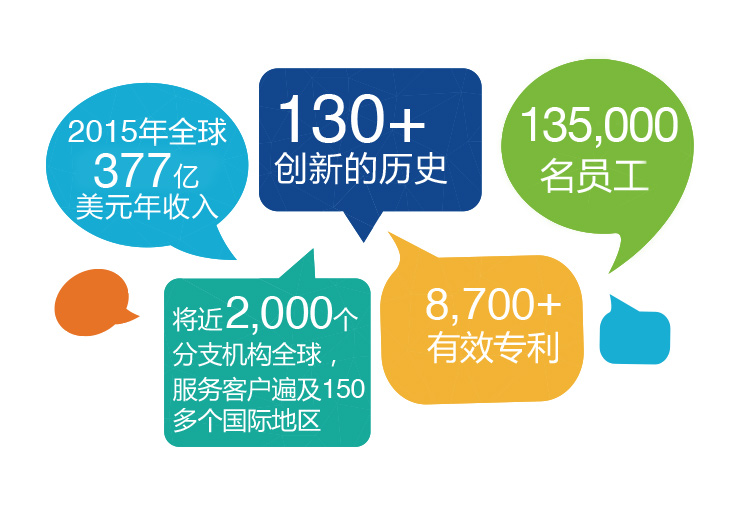 2015年全球
377亿
美元年收入
130+
创新的历史
135,000
名员工
将近2,000个
分支机构全球，
服务客户遍及150
多个国际地区
8,700+
有效专利